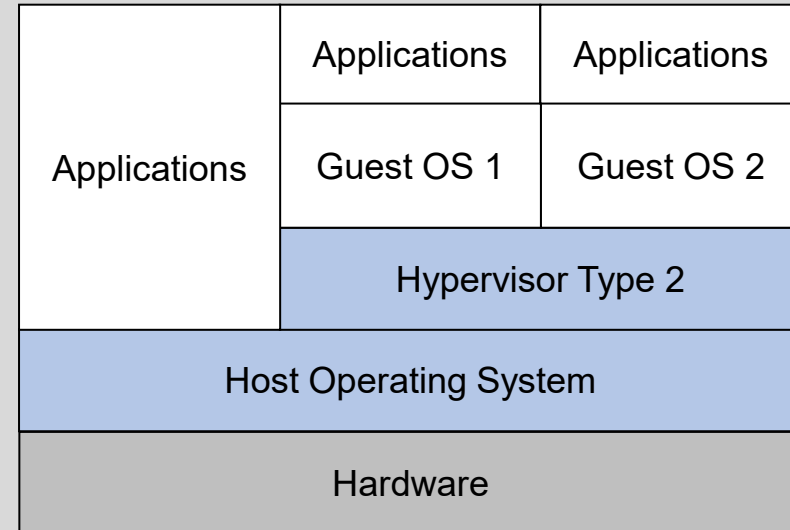 Applications
Applications
Applications
Guest OS 1
Guest OS 2
Hypervisor Type 2
Host Operating System
Hardware